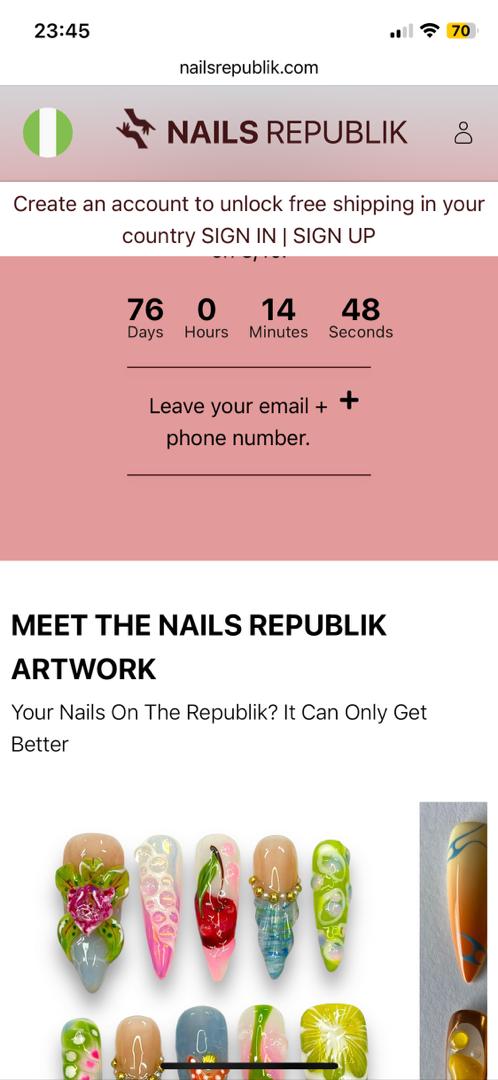 23:45
70
nailsrepublik.com
NAILS REPUBLIK
Create an account to unlock free shipping in your
country SIGN IN | SIGN UP
76 0 14 48
Days Hours Minutes Seconds
Leave your email + +
phone number.
MEET THE NAILS REPUBLIK
ARTWORK
Your Nails On The Republik? It Can Only Get
Better